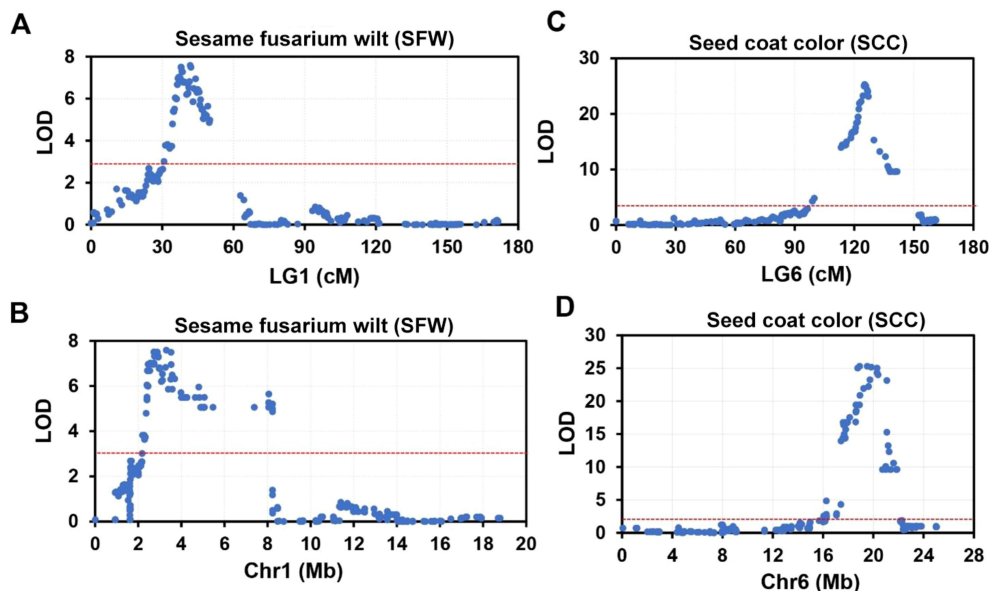 A
Sesame fusarium wilt (SFW)
8
6
4
2
0
LOD
0 30 60 90 120 150 180
LG1 (cM)
B
Sesame fusarium wilt (SFW)
8
6
4
2
0
LOD
0 2 4 6 8 10 12 14 16 18 20
Chr1 (Mb)
C
Seed coat color (SCC)
30
20
10
0
LOD
0 30 60 90 120 150 180
LG6 (cM)
D
Seed coat color (SCC)
30
25
20
15
10
5
0
LOD
0 4 8 12 16 20 24 28
Chr6 (Mb)